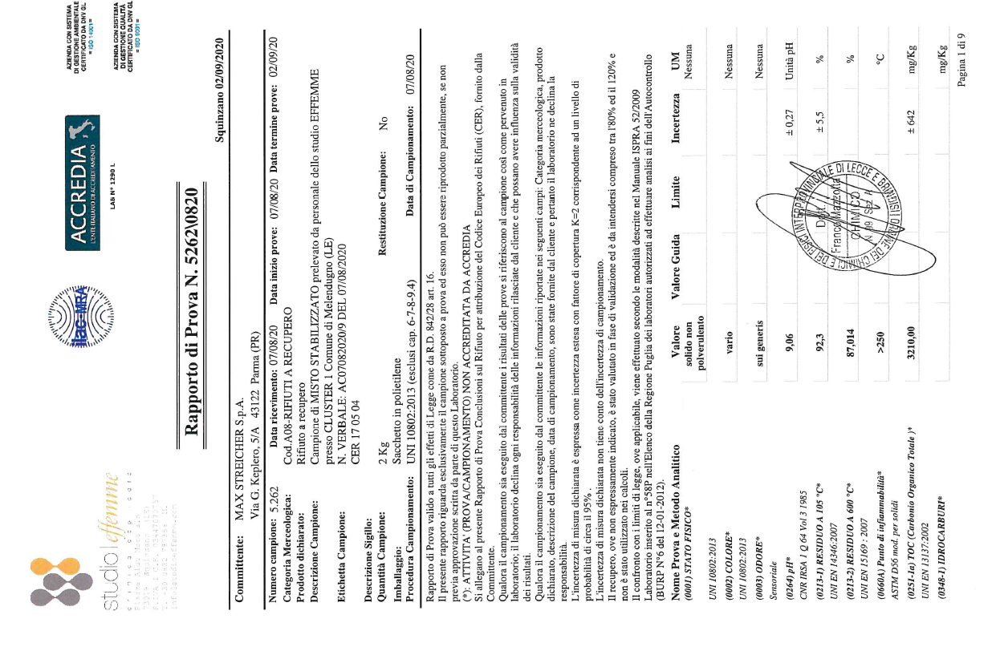 studio effemme
ilac-MRA
ACCREDIA
L'ENTE ITALIANO DI ACCREDITAMENTO
LAB N° 1290 L
AZIENDA CON SISTEMA
DI GESTIONE AMBIENTALE
CERTIFICATO DA DNV GL
= ISO 14001 =
AZIENDA CON SISTEMA
DI GESTIONE QUALITÀ
CERTIFICATO DA DNV GL
= ISO 9001 =
Rapporto di Prova N. 5262\0820
Squinzano 02/09/2020
Committente: MAX STREICHER S.p.A.
Via G. Keplero, 5/A 43122 Parma (PR)
Numero campione: 5.262 Data ricevimento: 07/08/20 Data inizio prove: 07/08/20 Data termine prove: 02/09/20
Categoria Merceologica: Cod.A08-RIFIUTI A RECUPERO
Prodotto dichiarato: Rifiuto a recupero
Descrizione Campione: Campione di MISTO STABILIZZATO prelevato da personale dello studio EFFEMME
presso CLUSTER 1 Comune di Melendugno (LE)
Etichetta Campione: N. VERBALE: AC07082020/9 DEL 07/08/2020
CER 17 05 04
Descrizione Sigillo:
Quantità Campione: 2 Kg Restituzione Campione: No
Imballaggio: Sacchetto in polietilene
Procedura Campionamento: UNI 10802:2013 (esclusi cap. 6-7-8-9.4) Data di Campionamento: 07/08/20
Rapporto di Prova valido a tutti gli effetti di Legge come da R.D. 842/28 art. 16.
Il presente rapporto riguarda esclusivamente il campione sottoposto a prova ed esso non può essere riprodotto parzialmente, se non
previa approvazione scritta da parte di questo Laboratorio.
(*): ATTIVITA' (PROVA/CAMPIONAMENTO) NON ACCREDITATA DA ACCREDIA
Si allegano al presente Rapporto di Prova Conclusioni sul Rifiuto per attribuzione del Codice Europeo dei Rifiuti (CER), fornito dalla
Committente.
Qualora il campionamento sia eseguito dal committente i risultati delle prove si riferiscono al campione così come pervenuto in
laboratorio; il laboratorio declina ogni responsabilità delle informazioni rilasciate dal cliente e che possano avere influenza sulla validità
dei risultati.
Qualora il campionamento sia eseguito dal committente le informazioni riportate nei seguenti campi: Categoria merceologica, prodotto
dichiarato, descrizione del campione, data di campionamento, sono state fornite dal cliente e pertanto il laboratorio ne declina la
responsabilità.
L'incertezza di misura dichiarata è espressa come incertezza estesa con fattore di copertura K=2 corrispondente ad un livello di
probabilità di circa il 95% .
L'incertezza di misura dichiarata non tiene conto dell'incertezza di campionamento.
Il recupero, ove non espressamente indicato, è stato valutato in fase di validazione ed è da intendersi compreso tra l'80% ed il 120% e
non è stato utilizzato nei calcoli.
Il confronto con i limiti di legge, ove applicabile, viene effettuato secondo le modalità descritte nel Manuale ISPRA 52/2009
Laboratorio inserito al n°58P nell'Elenco della Regione Puglia dei laboratori autorizzati ad effettuare analisi ai fini dell'Autocontrollo
(BURP N°6 del 12-01-2012).
Nome Prova e Metodo Analitico Valore Valore Guida Limite Incertezza UM
(0001) STATO FISICO* solido non polverulento Nessuna
UNI 10802:2013
(0002) COLORE* vario Nessuna
UNI 10802:2013
(0003) ODORE* sui generis Nessuna
Sensoriale
(0264) pH* 9,06 ± 0,27 Unità pH
CNR IRSA 1 Q 64 Vol 3 1985
(0213-1) RESIDUO A 105 °C* 92,3 ± 5,5 %
UNI EN 14346:2007
(0213-2) RESIDUO A 600 °C* 87,014 %
UNI EN 15169 : 2007
(0660A) Punto di infiammabilità* >250 °C
ASTM D56 mod. per solidi
(0251-1a) TOC (Carbonio Organico Totale )* 3210,00 ± 642 mg/Kg
UNI EN 13137:2002
(0348-1) IDROCARBURI* mg/Kg
ORDINE DEI CHIMICI E DEI FISICI INTERPROVINCIALE DI LECCE E BRINDISI
Dott.
Franco Mazzotta
CHIMICO
Pagina 1 di 9